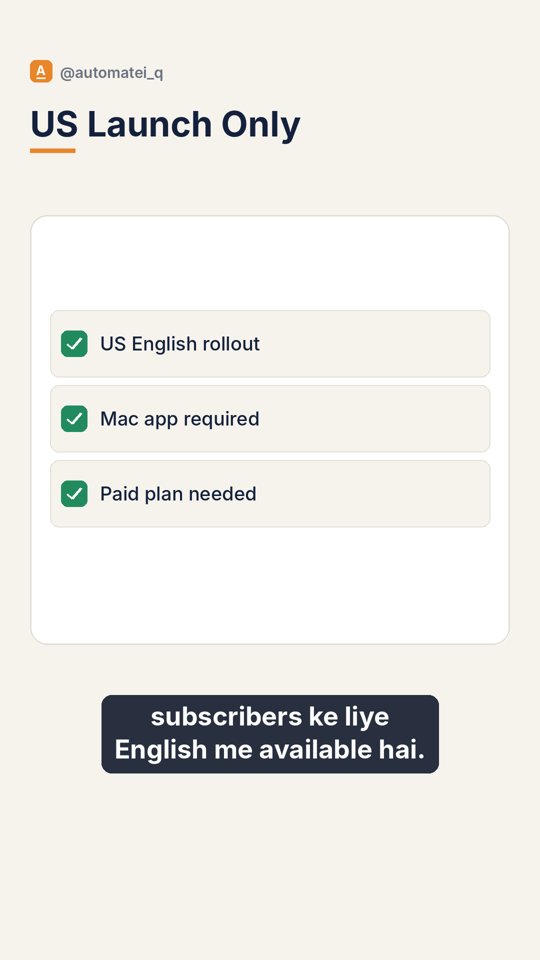 A
@automatei_q
US Launch Only
US English rollout
Mac app required
Paid plan needed
subscribers ke liye
English me available hai.